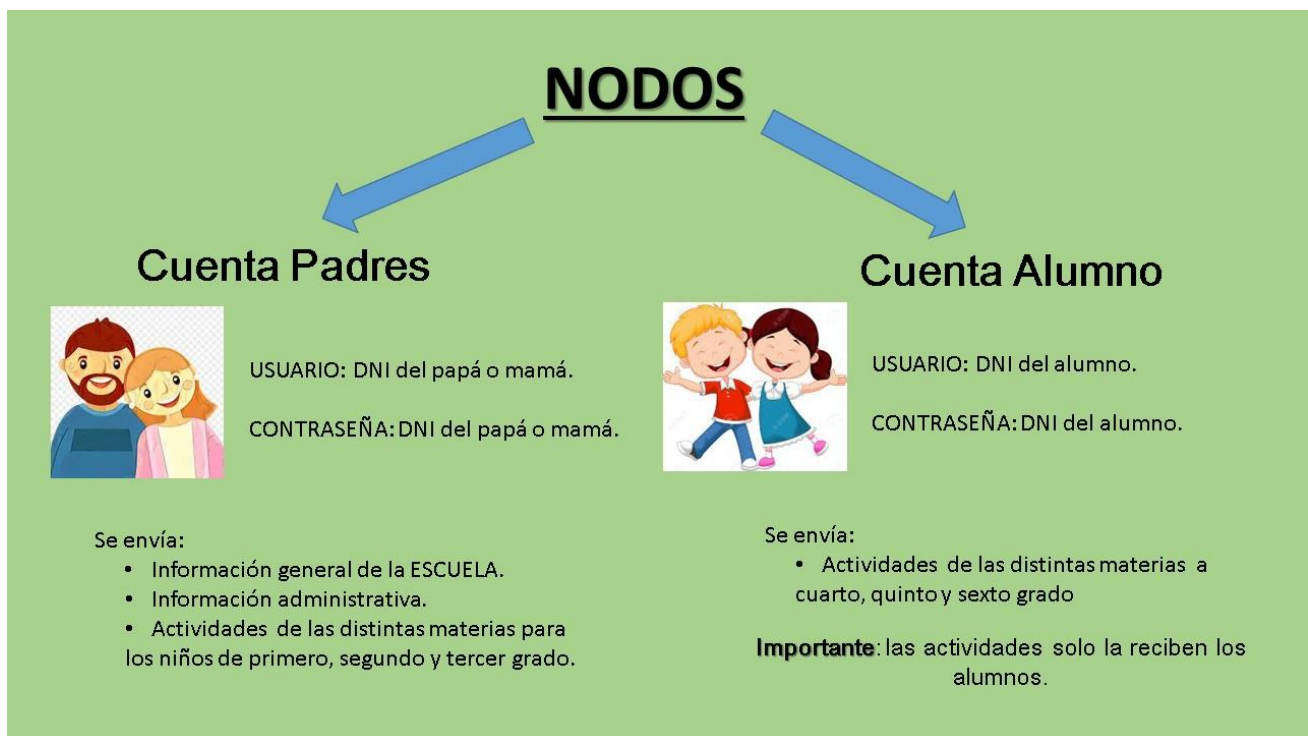 NODOS
Cuenta Padres
USUARIO: DNI del papá o mamá.
CONTRASEÑA: DNI del papá o mamá.
Se envía:
• Información general de la ESCUELA.
• Información administrativa.
• Actividades de las distintas materias para
los niños de primero, segundo y tercer grado.
Cuenta Alumno
USUARIO: DNI del alumno.
CONTRASEÑA: DNI del alumno.
Se envía:
• Actividades de las distintas materias a
cuarto, quinto y sexto grado
Importante: las actividades solo la reciben los
alumnos.